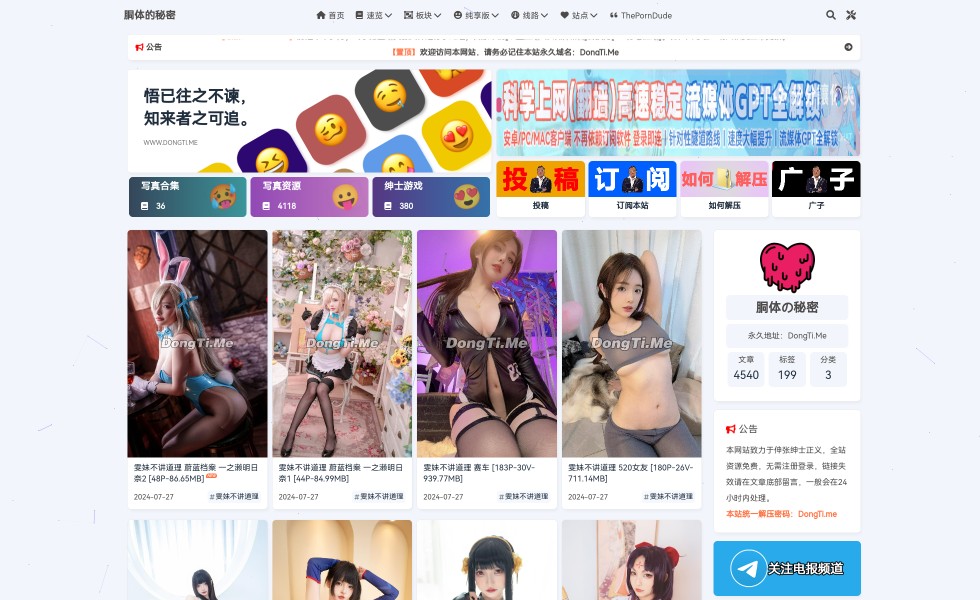 胴体的秘密
首页 速览 板块 纯享版 线路 站点 ThePornDude
公告
【置顶】欢迎访问本网站，请务必记住本站永久域名：DongTi.Me
悟已往之不谏，
知来者之可追。
WWW.DONGTI.ME
科学上网(翻墙)高速稳定 流媒体GPT全解锁
安卓/PC/MAC客户端 不再依赖订阅软件 登录即连 | 针对性隧道路线 | 速度大幅提升 | 流媒体GPT全解锁
写真合集
36
写真资源
4118
绅士游戏
380
投稿
投稿
订阅
订阅本站
如何解压
如何解压
广子
广子
DongTi.Me
DongTi.Me
DongTi.Me
DongTi.Me
雯妹不讲道理 蔚蓝档案 一之濑明日奈2 [48P-86.65MB]
2024-07-27 #雯妹不讲道理
雯妹不讲道理 蔚蓝档案 一之濑明日奈1 [44P-84.99MB]
2024-07-27 #雯妹不讲道理
雯妹不讲道理 赛车 [183P-30V-939.77MB]
2024-07-27 #雯妹不讲道理
雯妹不讲道理 520女友 [180P-26V-711.14MB]
2024-07-27 #雯妹不讲道理
胴体の秘密
永久地址：DongTi.Me
文章 标签 分类
4540 199 3
公告
本网站致力于伸张绅士正义，全站
资源免费，无需注册登录，链接失
效请在文章底部留言，一般会在24
小时内处理。
本站统一解压密码：DongTi.me
关注电报频道